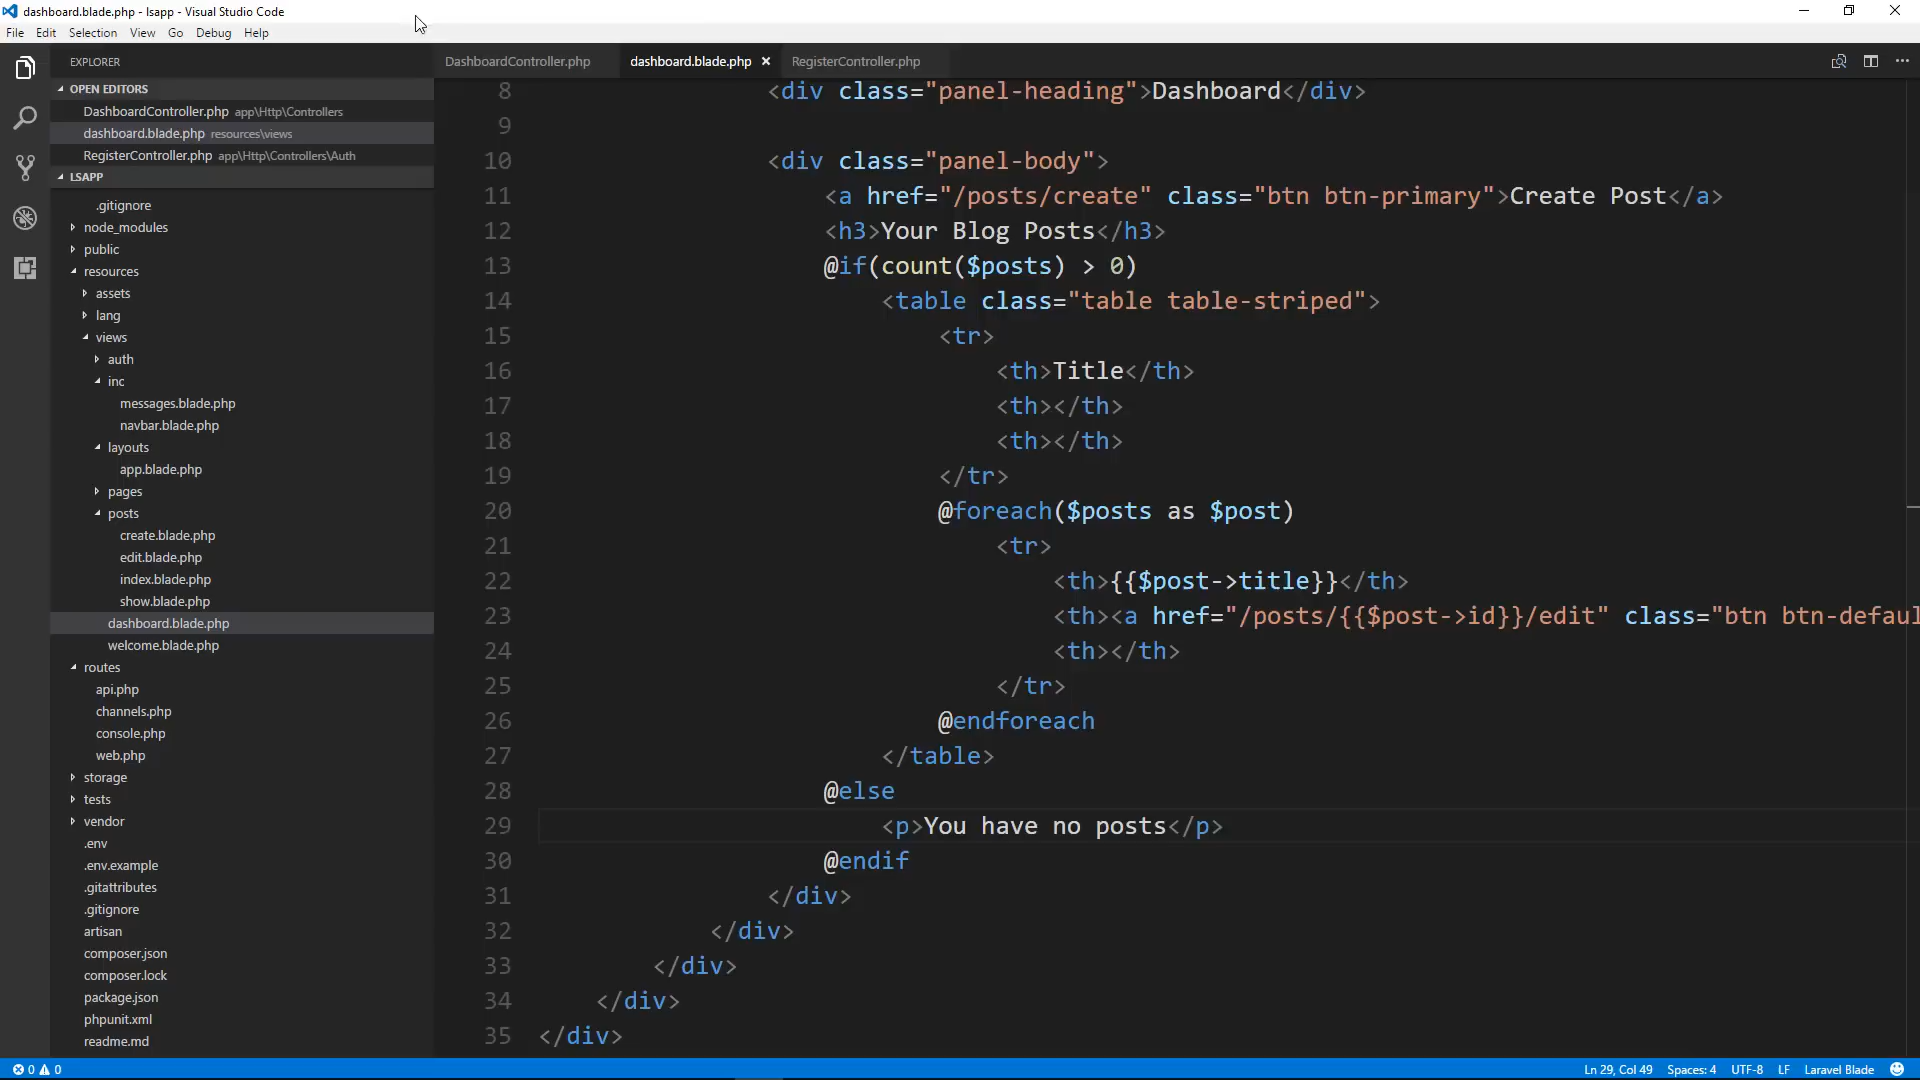 dashboard.blade.php - lsapp - Visual Studio Code
File Edit Selection View Go Debug Help
EXPLORER
OPEN EDITORS
DashboardController.php app\Http\Controllers
dashboard.blade.php resources\views
RegisterController.php app\Http\Controllers\Auth
LSAPP
.gitignore
node_modules
public
resources
assets
lang
views
auth
inc
messages.blade.php
navbar.blade.php
layouts
app.blade.php
pages
posts
create.blade.php
edit.blade.php
index.blade.php
show.blade.php
dashboard.blade.php
welcome.blade.php
routes
api.php
channels.php
console.php
web.php
storage
tests
vendor
.env
.env.example
.gitattributes
.gitignore
artisan
composer.json
composer.lock
package.json
phpunit.xml
readme.md
DashboardController.php dashboard.blade.php RegisterController.php
8 <div class="panel-heading">Dashboard</div>
9
10 <div class="panel-body">
11 <a href="/posts/create" class="btn btn-primary">Create Post</a>
12 <h3>Your Blog Posts</h3>
13 @if(count($posts) > 0)
14 <table class="table table-striped">
15 <tr>
16 <th>Title</th>
17 <th></th>
18 <th></th>
19 </tr>
20 @foreach($posts as $post)
21 <tr>
22 <th>{{$post->title}}</th>
23 <th><a href="/posts/{{$post->id}}/edit" class="btn btn-defaul
24 <th></th>
25 </tr>
26 @endforeach
27 </table>
28 @else
29 <p>You have no posts</p>
30 @endif
31 </div>
32 </div>
33 </div>
34 </div>
35 </div>
0 0 Ln 29, Col 49 Spaces: 4 UTF-8 LF Laravel Blade